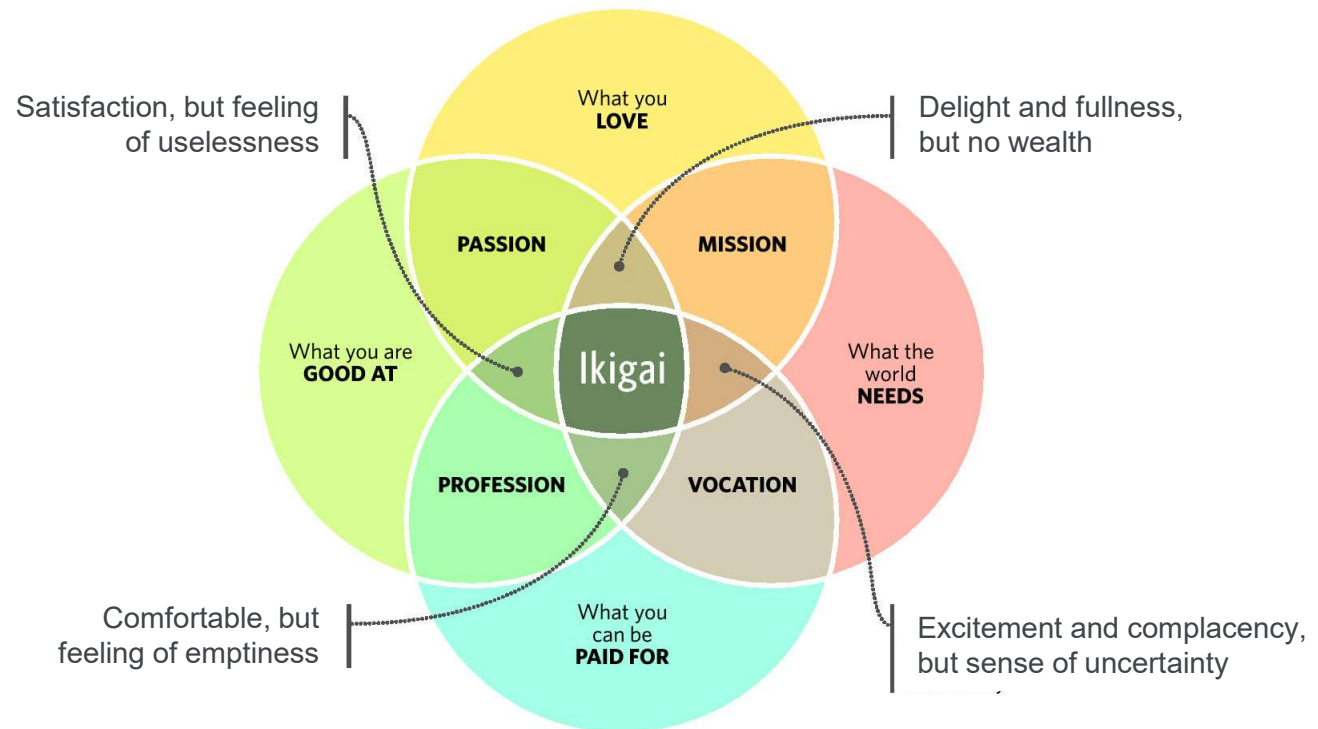 What you
LOVE
Satisfaction, but feeling
of uselessness
Delight and fullness,
but no wealth
PASSION
MISSION
What you are
GOOD AT
Ikigai
What the
world
NEEDS
PROFESSION
VOCATION
What you
can be
PAID FOR
Comfortable, but
feeling of emptiness
Excitement and complacency,
but sense of uncertainty